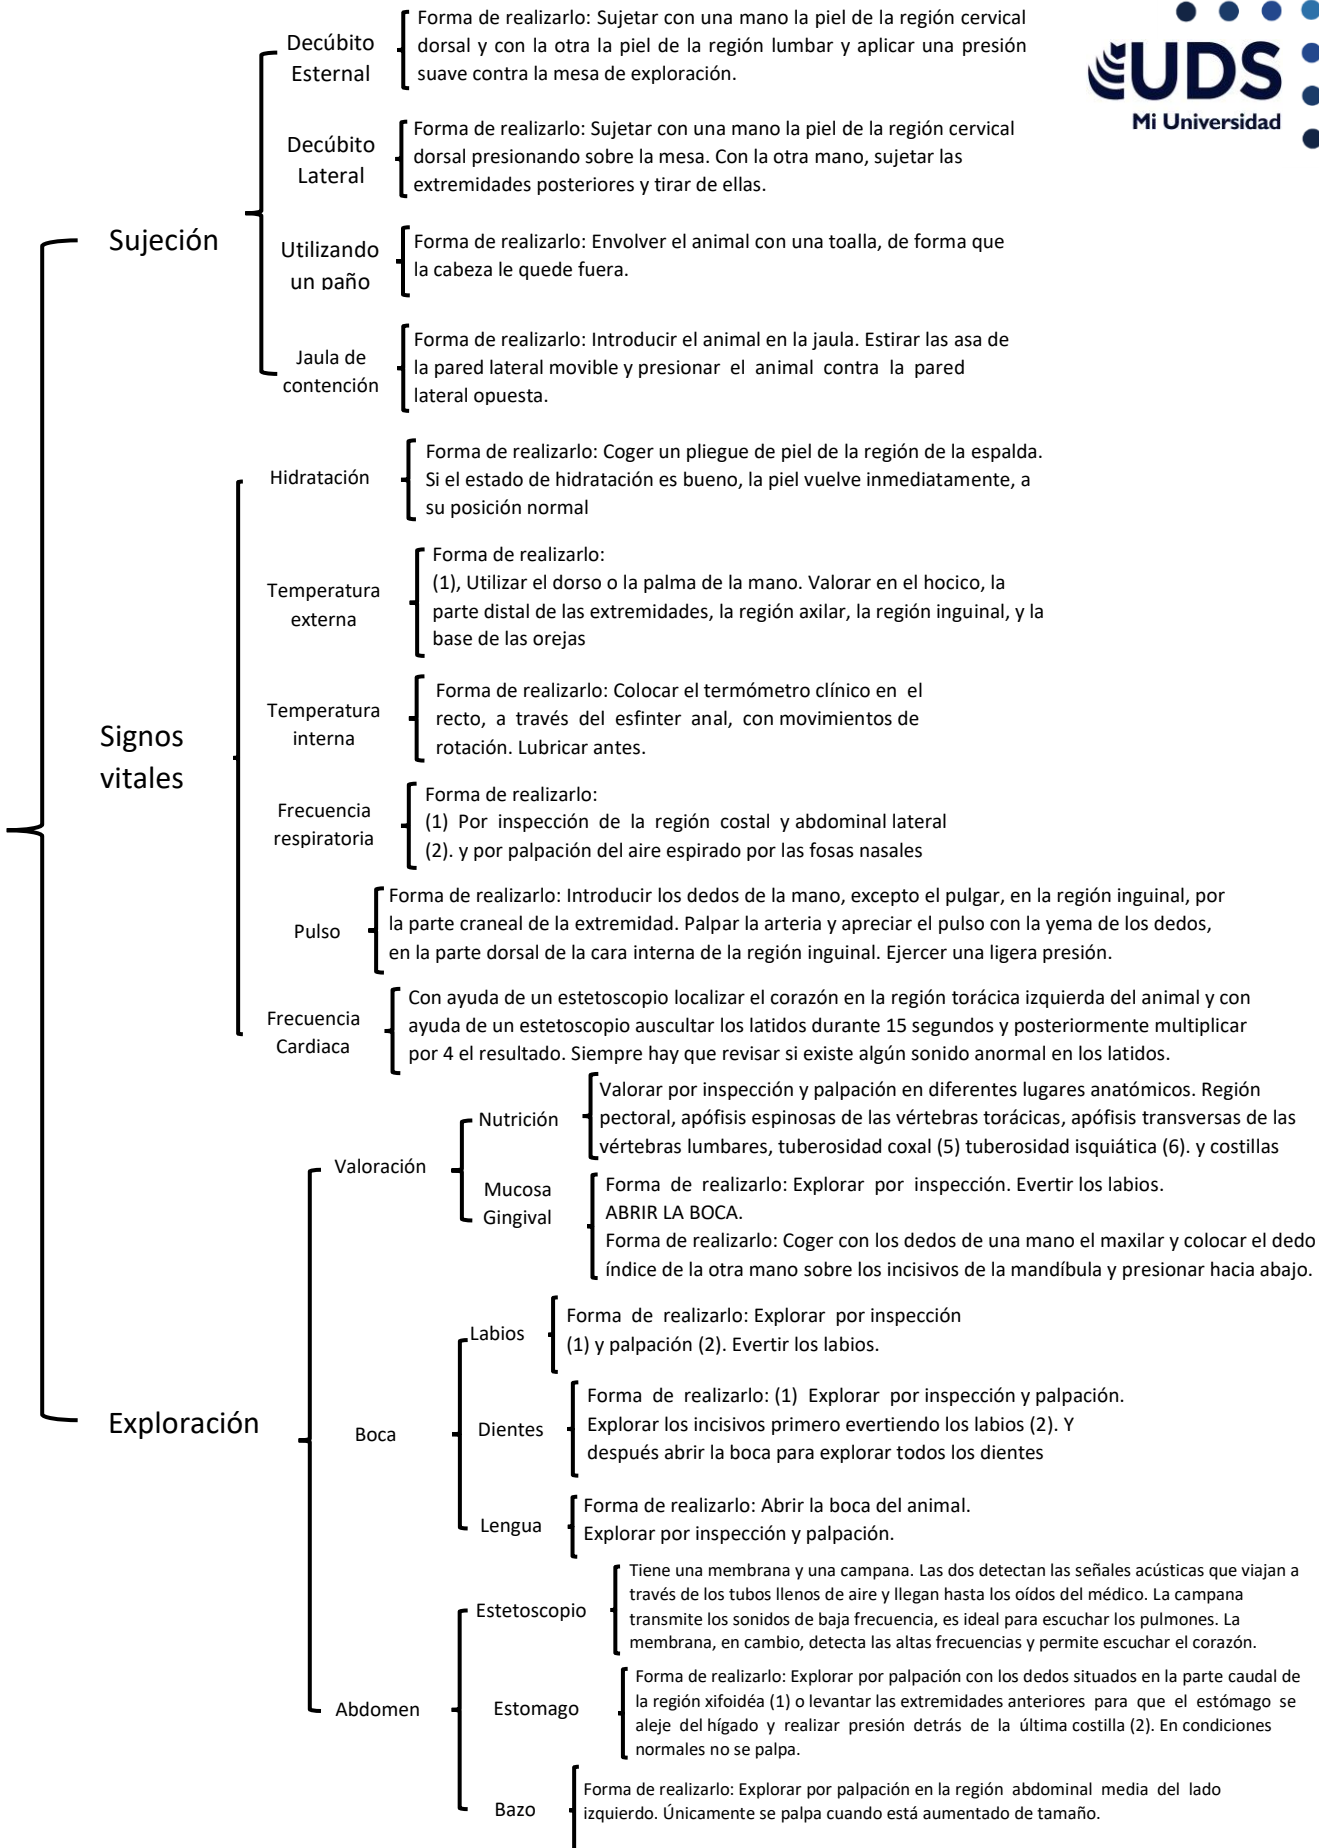 UDS
Mi Universidad
Sujeción
Decúbito
Esternal
Forma de realizarlo: Sujetar con una mano la piel de la región cervical
dorsal y con la otra la piel de la región lumbar y aplicar una presión
suave contra la mesa de exploración.
Decúbito
Lateral
Forma de realizarlo: Sujetar con una mano la piel de la región cervical
dorsal presionando sobre la mesa. Con la otra mano, sujetar las
extremidades posteriores y tirar de ellas.
Utilizando
un paño
Forma de realizarlo: Envolver el animal con una toalla, de forma que
la cabeza le quede fuera.
Jaula de
contención
Forma de realizarlo: Introducir el animal en la jaula. Estirar las asa de
la pared lateral movible y presionar el animal contra la pared
lateral opuesta.
Signos
vitales
Hidratación
Forma de realizarlo: Coger un pliegue de piel de la región de la espalda.
Si el estado de hidratación es bueno, la piel vuelve inmediatamente, a
su posición normal
Temperatura
externa
Forma de realizarlo:
(1), Utilizar el dorso o la palma de la mano. Valorar en el hocico, la
parte distal de las extremidades, la región axilar, la región inguinal, y la
base de las orejas
Temperatura
interna
Forma de realizarlo: Colocar el termómetro clínico en el
recto, a través del esfinter anal, con movimientos de
rotación. Lubricar antes.
Frecuencia
respiratoria
Forma de realizarlo:
(1) Por inspección de la región costal y abdominal lateral
(2). y por palpación del aire espirado por las fosas nasales
Pulso
Forma de realizarlo: Introducir los dedos de la mano, excepto el pulgar, en la región inguinal, por
la parte craneal de la extremidad. Palpar la arteria y apreciar el pulso con la yema de los dedos,
en la parte dorsal de la cara interna de la región inguinal. Ejercer una ligera presión.
Frecuencia
Cardiaca
Con ayuda de un estetoscopio localizar el corazón en la región torácica izquierda del animal y con
ayuda de un estetoscopio auscultar los latidos durante 15 segundos y posteriormente multiplicar
por 4 el resultado. Siempre hay que revisar si existe algún sonido anormal en los latidos.
Exploración
Valoración
Nutrición
Valorar por inspección y palpación en diferentes lugares anatómicos. Región
pectoral, apófisis espinosas de las vértebras torácicas, apófisis transversas de las
vértebras lumbares, tuberosidad coxal (5) tuberosidad isquiática (6). y costillas
Mucosa
Gingival
Forma de realizarlo: Explorar por inspección. Evertir los labios.
ABRIR LA BOCA.
Forma de realizarlo: Coger con los dedos de una mano el maxilar y colocar el dedo
índice de la otra mano sobre los incisivos de la mandíbula y presionar hacia abajo.
Boca
Labios
Forma de realizarlo: Explorar por inspección
(1) y palpación (2). Evertir los labios.
Dientes
Forma de realizarlo: (1) Explorar por inspección y palpación.
Explorar los incisivos primero evertiendo los labios (2). Y
después abrir la boca para explorar todos los dientes
Lengua
Forma de realizarlo: Abrir la boca del animal.
Explorar por inspección y palpación.
Abdomen
Estetoscopio
Tiene una membrana y una campana. Las dos detectan las señales acústicas que viajan a
través de los tubos llenos de aire y llegan hasta los oídos del médico. La campana
transmite los sonidos de baja frecuencia, es ideal para escuchar los pulmones. La
membrana, en cambio, detecta las altas frecuencias y permite escuchar el corazón.
Estomago
Forma de realizarlo: Explorar por palpación con los dedos situados en la parte caudal de
la región xifoidéa (1) o levantar las extremidades anteriores para que el estómago se
aleje del hígado y realizar presión detrás de la última costilla (2). En condiciones
normales no se palpa.
Bazo
Forma de realizarlo: Explorar por palpación en la región abdominal media del lado
izquierdo. Únicamente se palpa cuando está aumentado de tamaño.